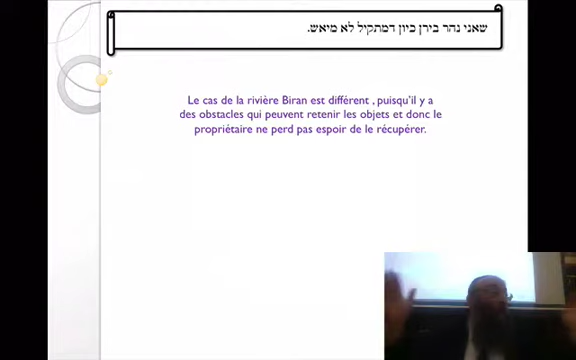 שאני נהר בירן כיון דמתקיל לא מיאש.
Le cas de la rivière Biran est différent , puisqu'il y a
des obstacles qui peuvent retenir les objets et donc le
propriétaire ne perd pas espoir de le récupérer.